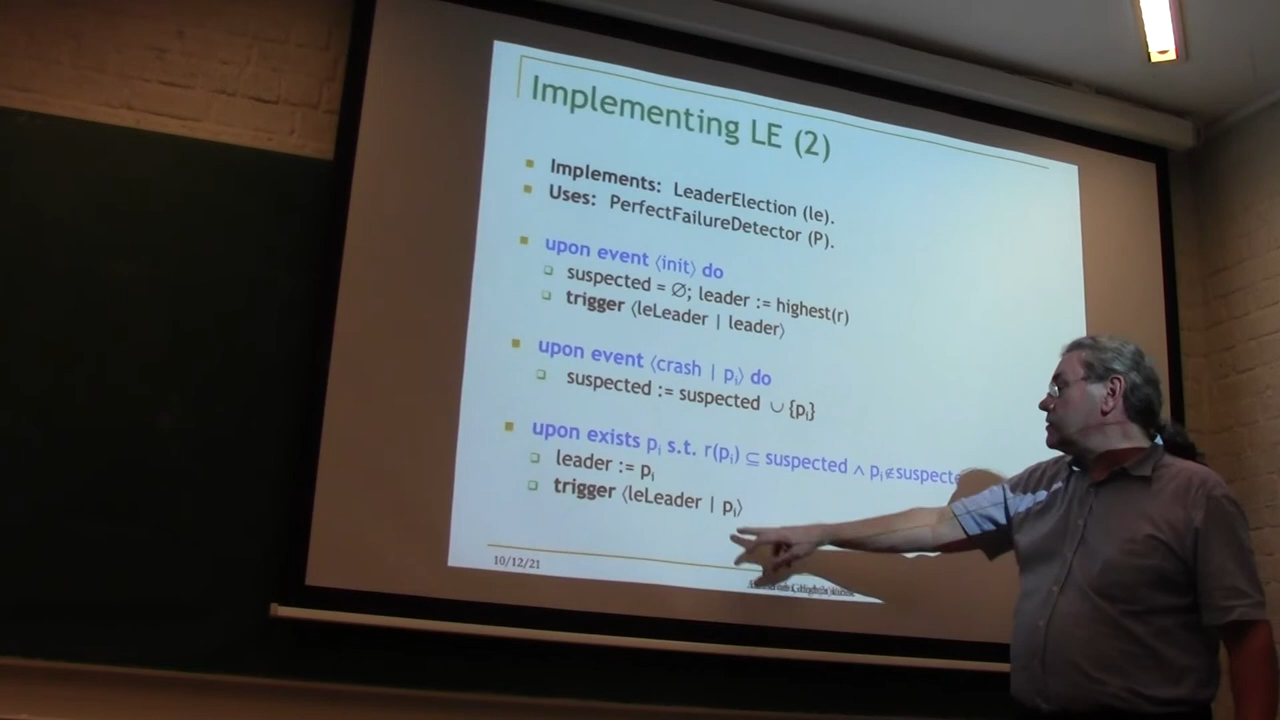 Implementing LE (2)
Implements: LeaderElection (le).
Uses: PerfectFailureDetector (P).
upon event ⟨init⟩ do
suspected = ∅; leader := highest(r)
trigger ⟨leLeader | leader⟩
upon event ⟨crash | pᵢ⟩ do
suspected := suspected ∪ {pᵢ}
upon exists pᵢ s.t. r(pᵢ) ⊆ suspected ∧ pᵢ∉suspecte
leader := pᵢ
trigger ⟨leLeader | pᵢ⟩
10/12/21